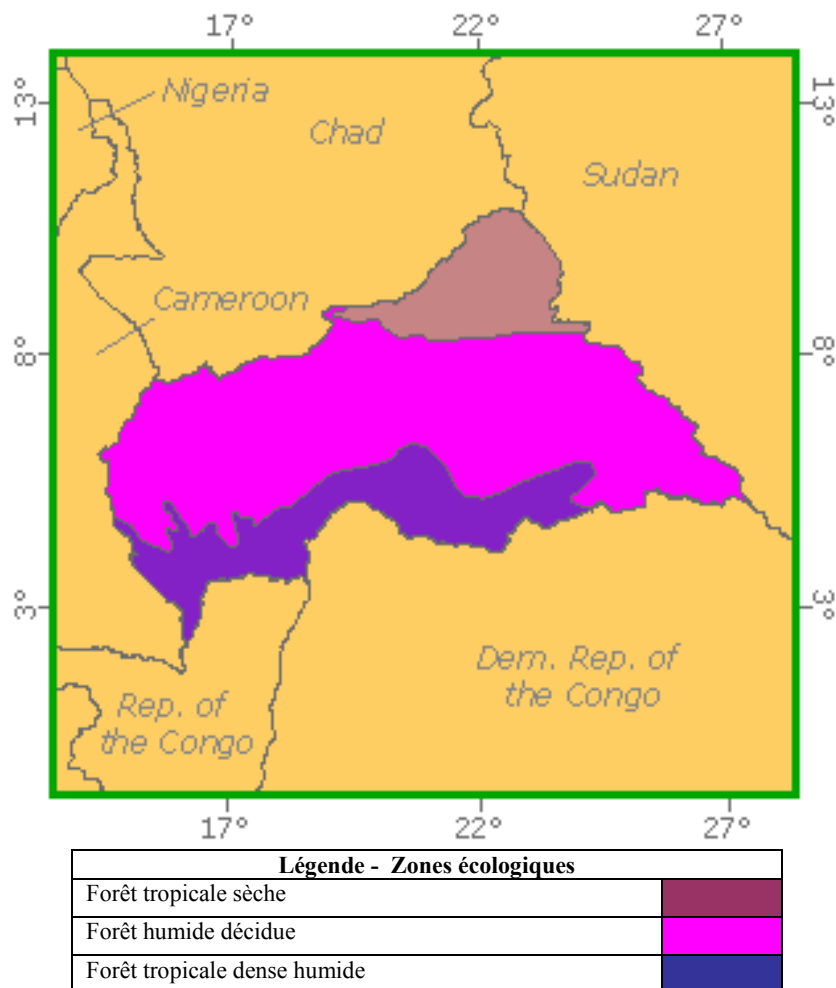 17° 22° 27°
13° 13°
Nigeria
Chad
Sudan
Cameroon
8° 8°
3° 3°
Dem. Rep. of
the Congo
Rep. of
the Congo
17° 22° 27°
Légende - Zones écologiques
Forêt tropicale sèche
Forêt humide décidue
Forêt tropicale dense humide